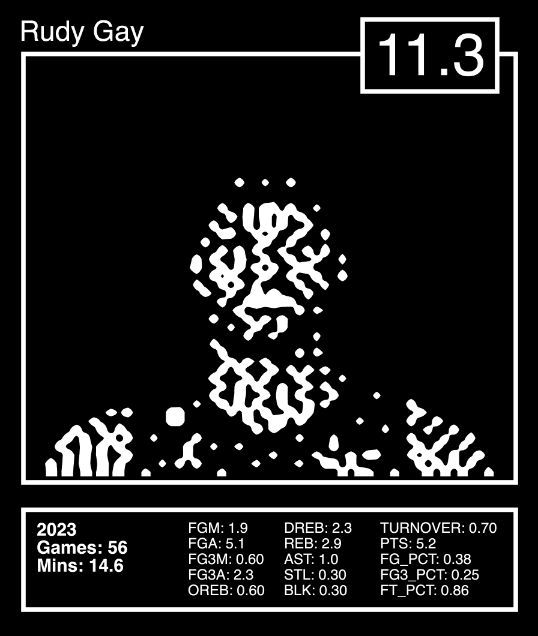 Rudy Gay
11.3
2023
Games: 56
Mins: 14.6
FGM: 1.9
FGA: 5.1
FG3M: 0.60
FG3A: 2.3
OREB: 0.60
DREB: 2.3
REB: 2.9
AST: 1.0
STL: 0.30
BLK: 0.30
TURNOVER: 0.70
PTS: 5.2
FG_PCT: 0.38
FG3_PCT: 0.25
FT_PCT: 0.86